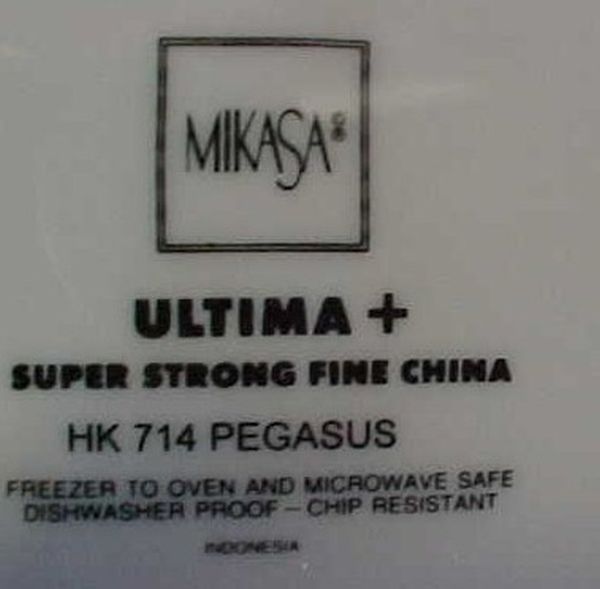 MIKASA®
ULTIMA +
SUPER STRONG FINE CHINA
HK 714 PEGASUS
FREEZER TO OVEN AND MICROWAVE SAFE
DISHWASHER PROOF – CHIP RESISTANT
INDONESIA